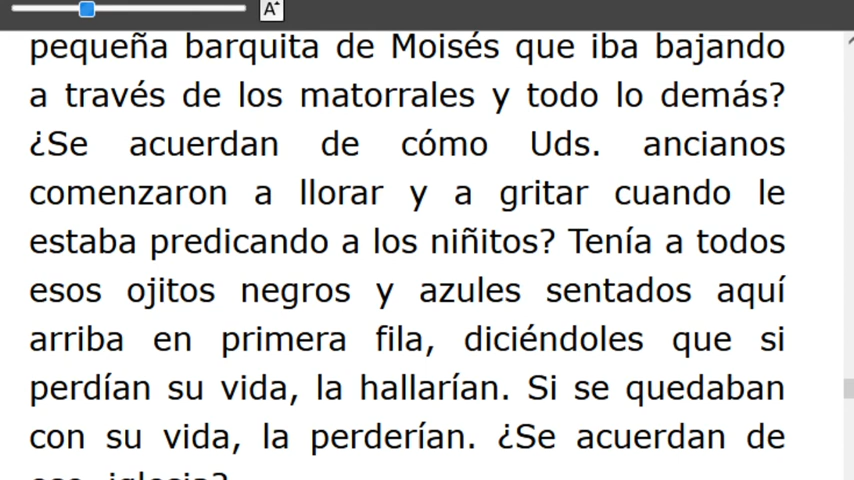 A
pequeña barquita de Moisés que iba bajando
a través de los matorrales y todo lo demás?
¿Se acuerdan de cómo Uds. ancianos
comenzaron a llorar y a gritar cuando le
estaba predicando a los niñitos? Tenía a todos
esos ojitos negros y azules sentados aquí
arriba en primera fila, diciéndoles que si
perdían su vida, la hallarían. Si se quedaban
con su vida, la perderían. ¿Se acuerdan de